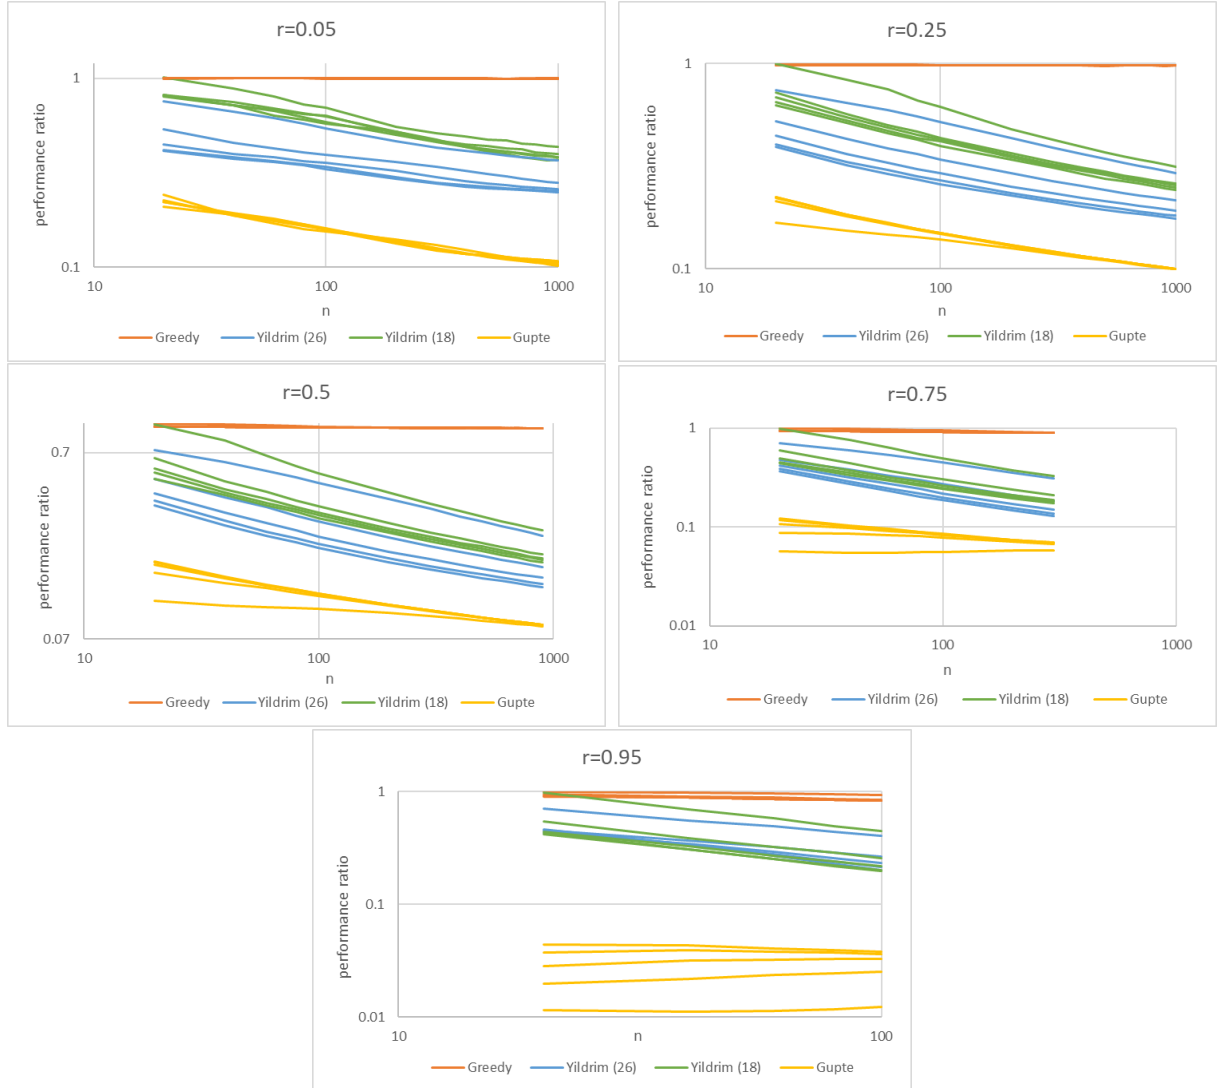 r=0.05
1
0.1
performance ratio
10
100
1000
n
Greedy
Yildrim (26)
Yildrim (18)
Gupte
r=0.25
1
0.1
performance ratio
10
100
1000
n
Greedy
Yildrim (26)
Yildrim (18)
Gupte
r=0.5
0.7
0.07
performance ratio
10
100
1000
n
Greedy
Yildrim (26)
Yildrim (18)
Gupte
r=0.75
1
0.1
0.01
performance ratio
10
100
1000
n
Greedy
Yildrim (26)
Yildrim (18)
Gupte
r=0.95
1
0.1
0.01
performance ratio
10
n
100
Greedy
Yildrim (26)
Yildrim (18)
Gupte